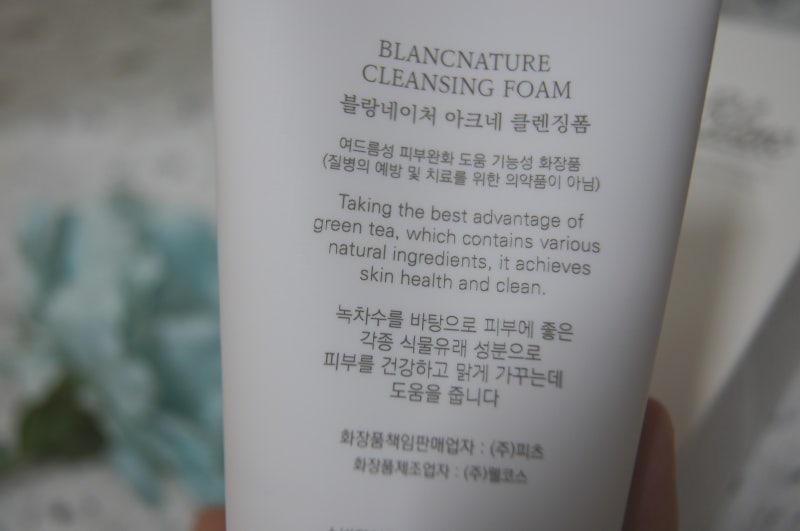 BLANCNATURE
CLEANSING FOAM
블랑네이처 아크네 클렌징폼
여드름성 피부완화 도움 기능성 화장품
(질병의 예방 및 치료를 위한 의약품이 아님)
Taking the best advantage of
green tea, which contains various
natural ingredients, it achieves
skin health and clean.
녹차수를 바탕으로 피부에 좋은
각종 식물유래 성분으로
피부를 건강하고 맑게 가꾸는데
도움을 줍니다
화장품책임판매업자 : (주)피츠
화장품제조업자 : (주)웰코스